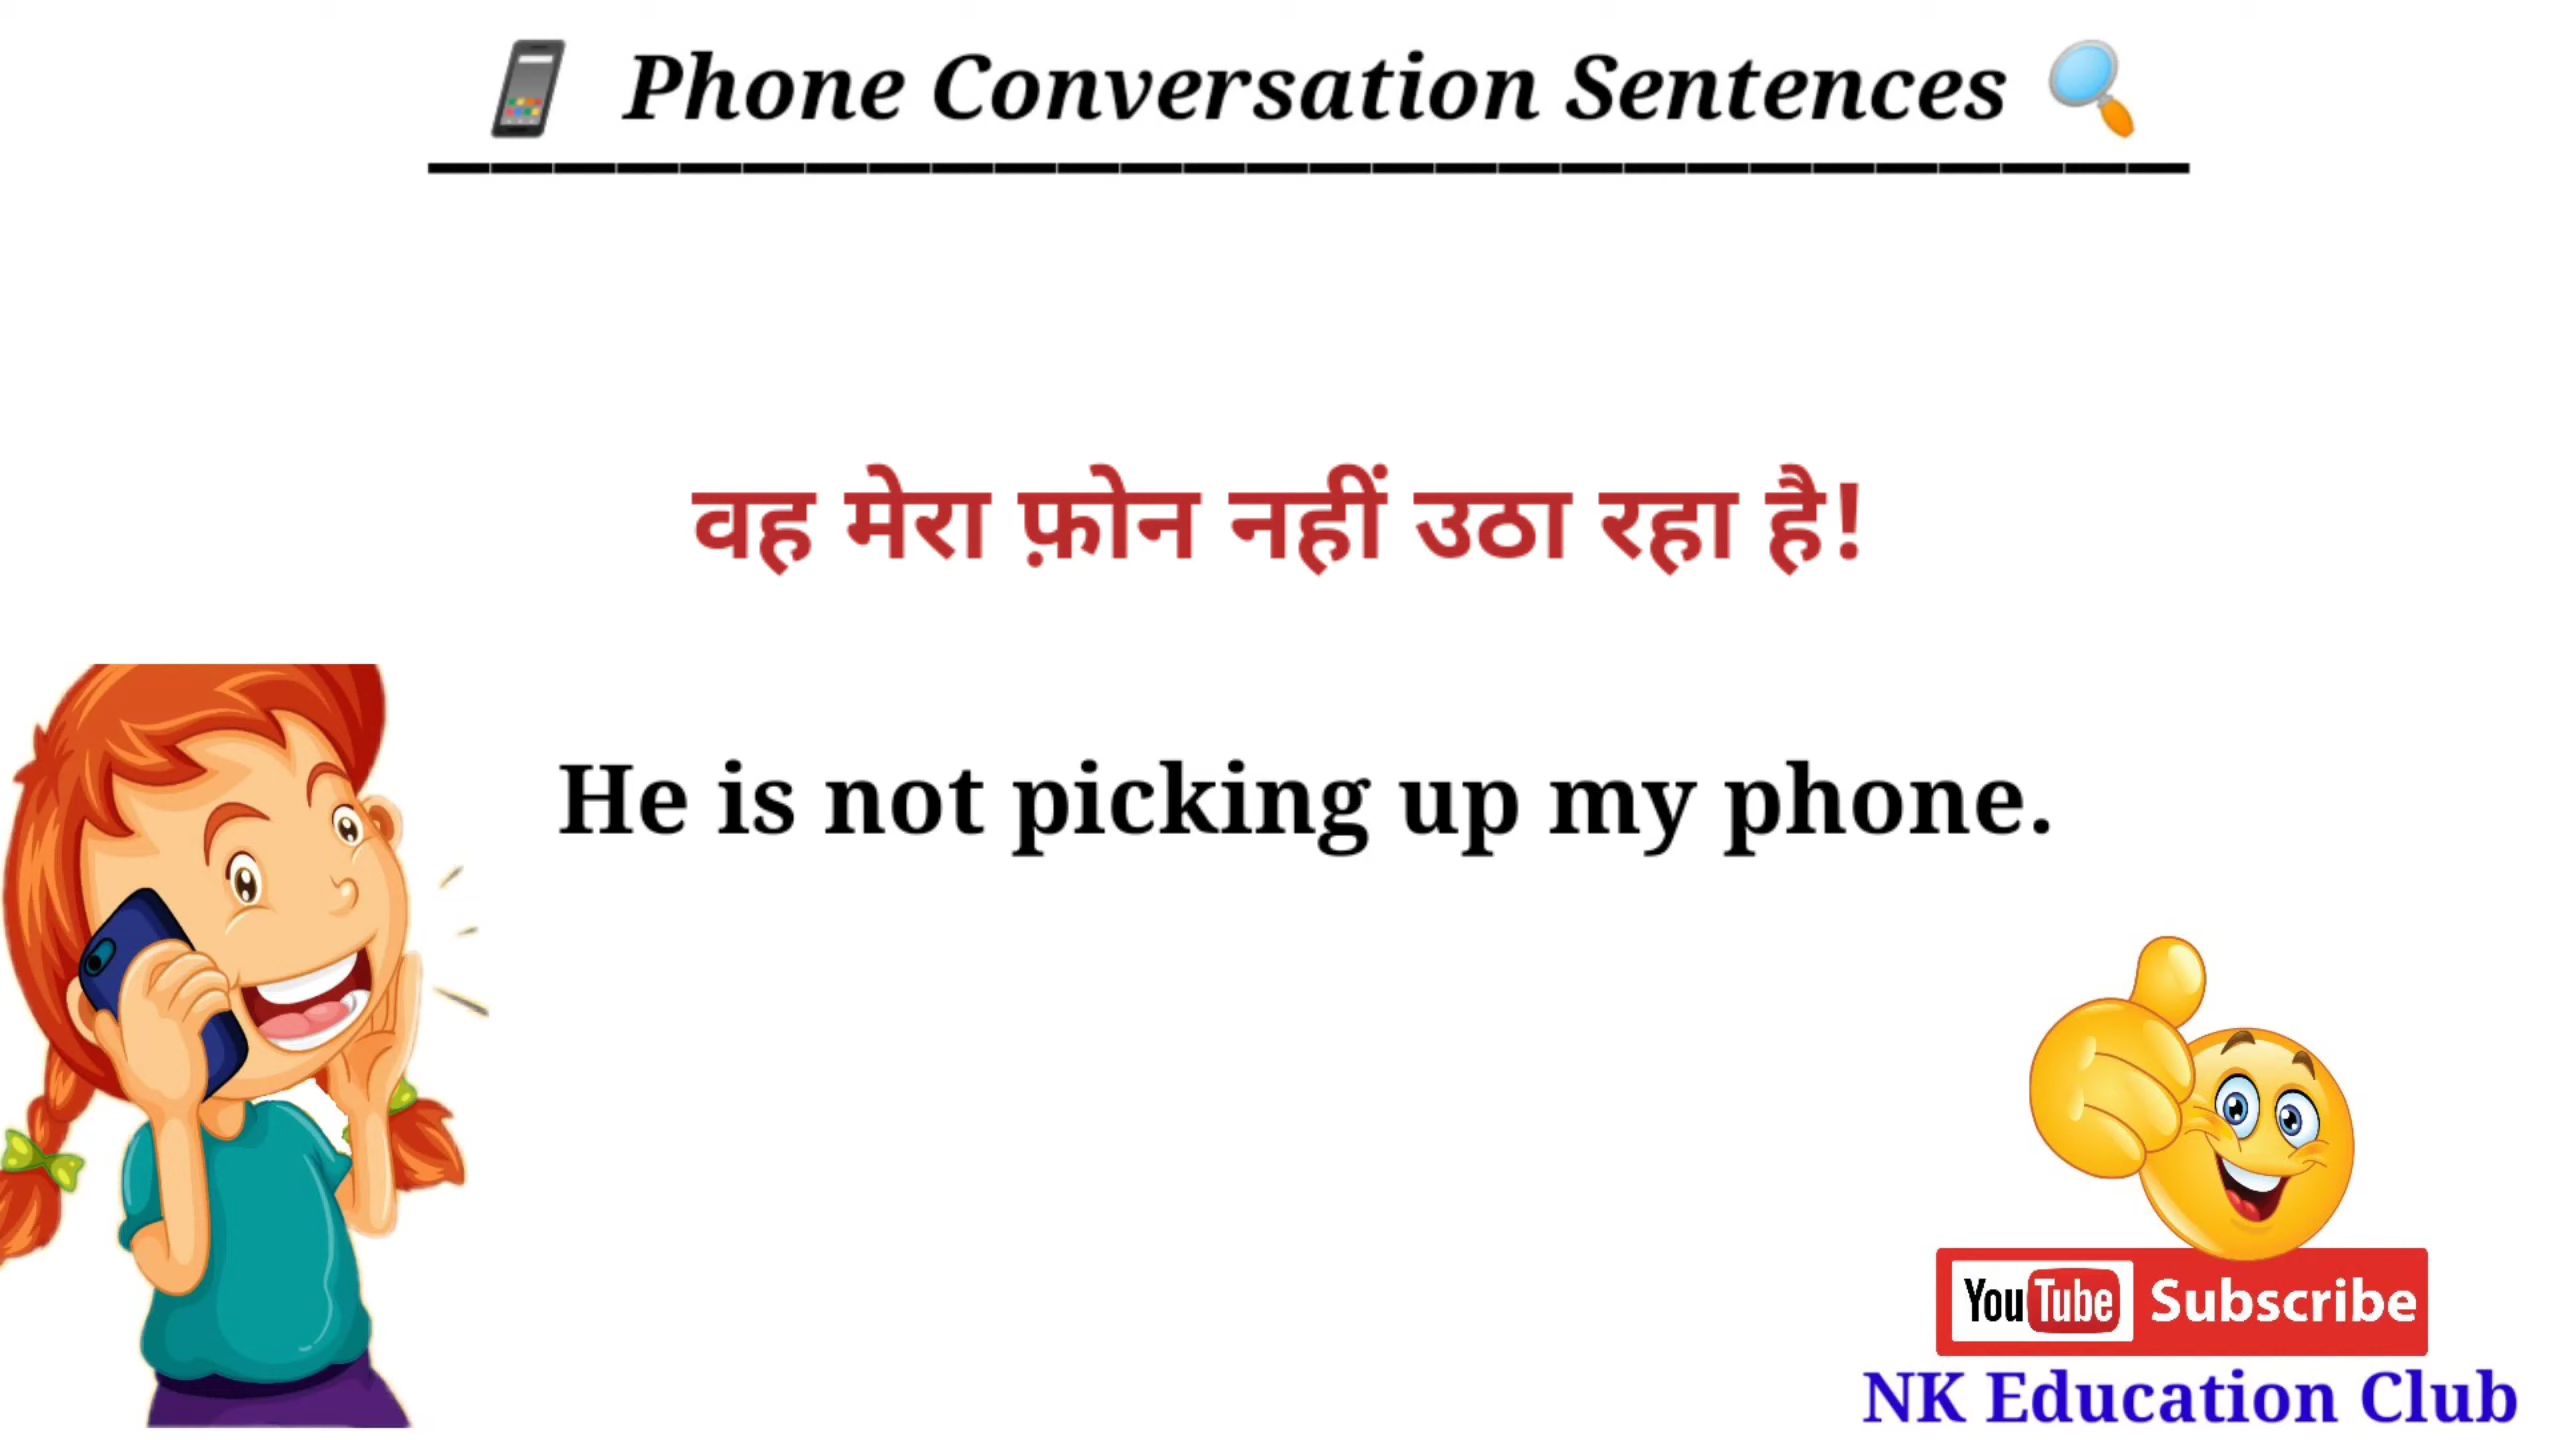 Phone Conversation Sentences
वह मेरा फ़ोन नहीं उठा रहा है!
He is not picking up my phone.
YouTube Subscribe
NK Education Club